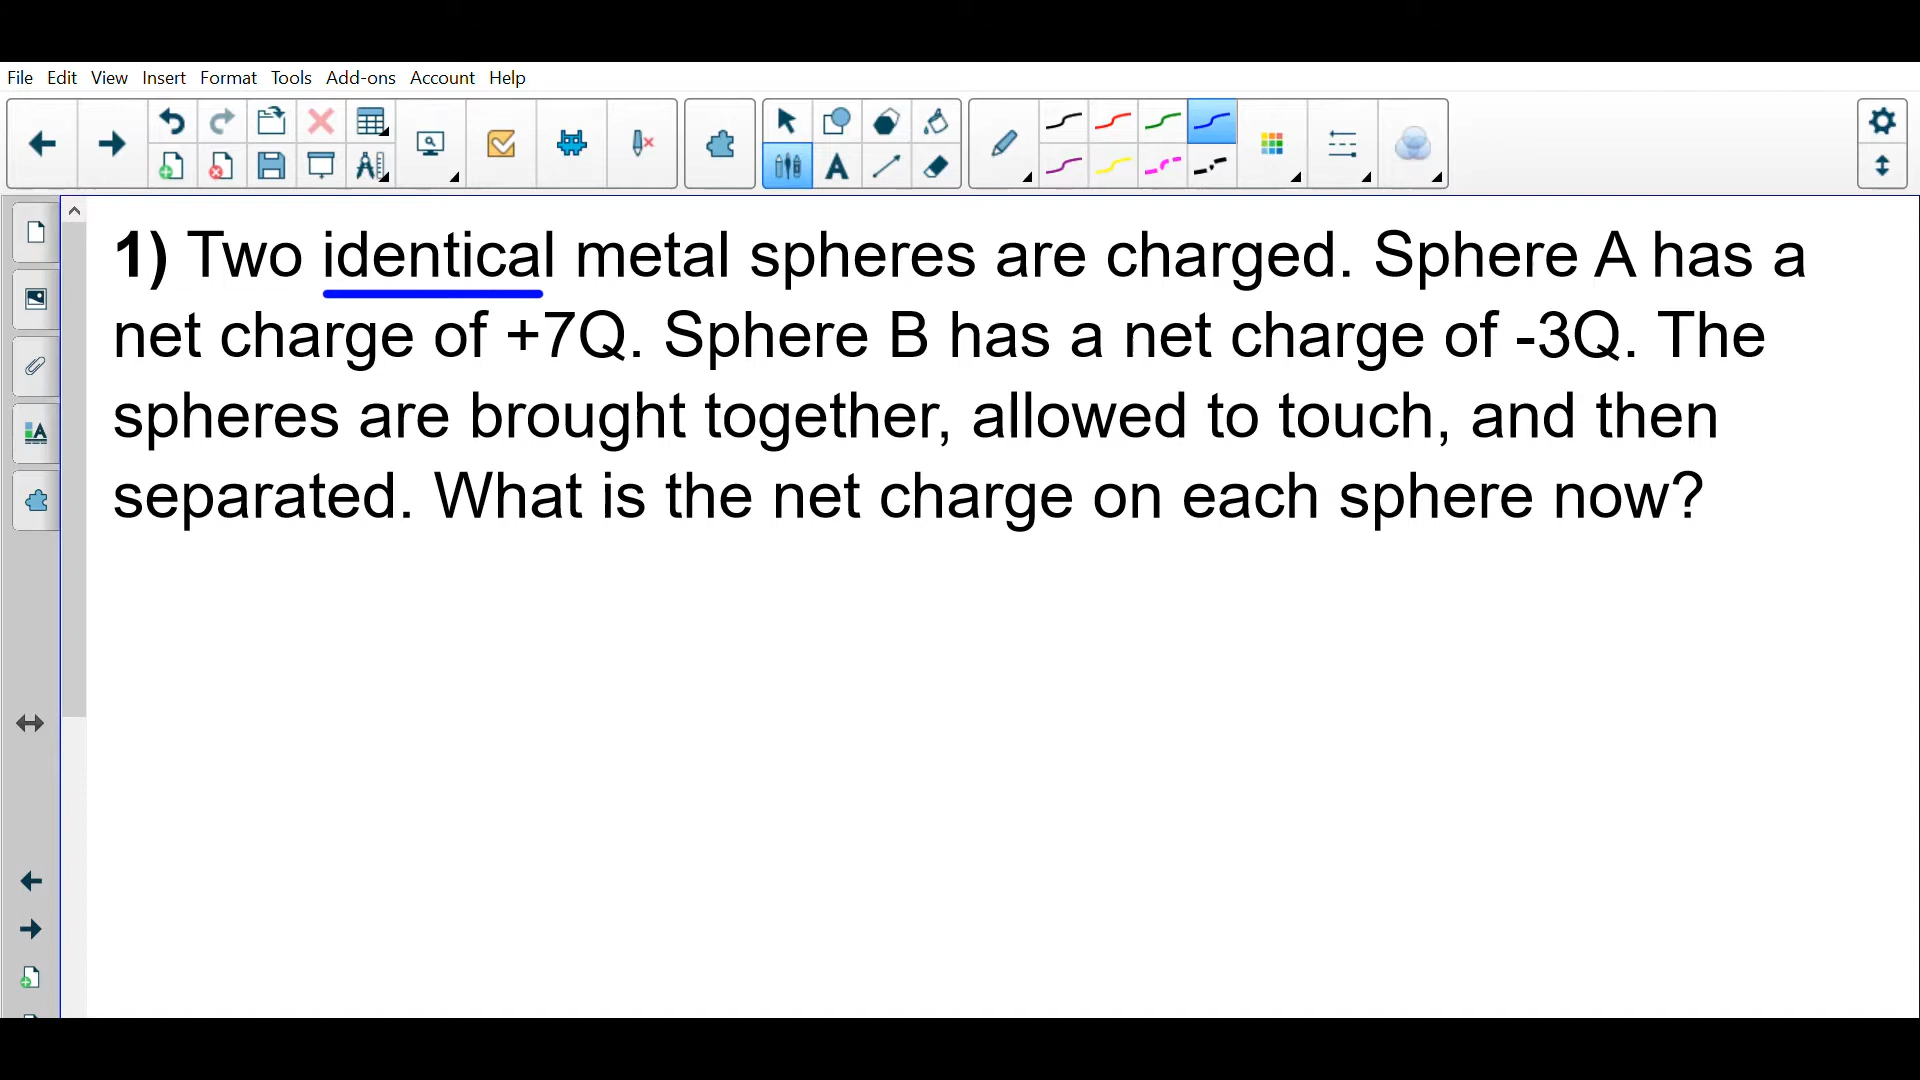 File Edit View Insert Format Tools Add-ons Account Help
1) Two identical metal spheres are charged. Sphere A has a
net charge of +7Q. Sphere B has a net charge of -3Q. The
spheres are brought together, allowed to touch, and then
separated. What is the net charge on each sphere now?